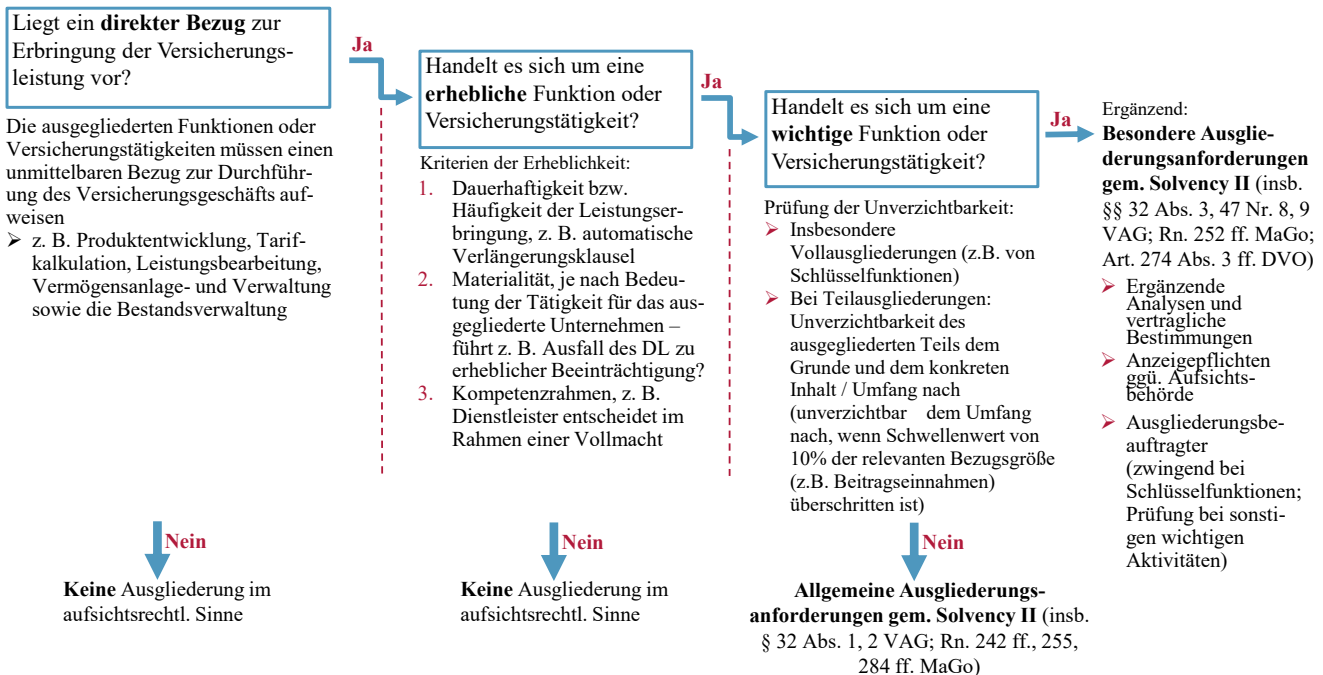 Liegt ein direkter Bezug zur
Erbringung der Versicherungs-
leistung vor?
Ja
Die ausgegliederten Funktionen oder
Versicherungstätigkeiten müssen einen
unmittelbaren Bezug zur Durchfüh-
rung des Versicherungsgeschäfts auf-
weisen
➢ z. B. Produktentwicklung, Tarif-
kalkulation, Leistungsbearbeitung,
Vermögensanlage- und Verwaltung
sowie die Bestandsverwaltung
Nein
Keine Ausgliederung im
aufsichtsrechtl. Sinne
Handelt es sich um eine
erhebliche Funktion oder
Versicherungstätigkeit?
Ja
Kriterien der Erheblichkeit:
1. Dauerhaftigkeit bzw.
Häufigkeit der Leistungser-
bringung, z. B. automatische
Verlängerungsklausel
2. Materialität, je nach Bedeu-
tung der Tätigkeit für das aus-
gegliederte Unternehmen –
führt z. B. Ausfall des DL zu
erheblicher Beeinträchtigung?
3. Kompetenzrahmen, z. B.
Dienstleister entscheidet im
Rahmen einer Vollmacht
Nein
Keine Ausgliederung im
aufsichtsrechtl. Sinne
Handelt es sich um eine
wichtige Funktion oder
Versicherungstätigkeit?
Ja
Prüfung der Unverzichtbarkeit:
➢ Insbesondere
Vollausgliederungen (z.B. von
Schlüsselfunktionen)
➢ Bei Teilausgliederungen:
Unverzichtbarkeit des
ausgegliederten Teils dem
Grunde und dem konkreten
Inhalt / Umfang nach
(unverzichtbar dem Umfang
nach, wenn Schwellenwert von
10% der relevanten Bezugsgröße
(z.B. Beitragseinnahmen)
überschritten ist)
Nein
Allgemeine Ausgliederungs-
anforderungen gem. Solvency II (insb.
§ 32 Abs. 1, 2 VAG; Rn. 242 ff., 255,
284 ff. MaGo)
Ergänzend:
Besondere Ausglie-
derungsanforderungen
gem. Solvency II (insb.
§§ 32 Abs. 3, 47 Nr. 8, 9
VAG; Rn. 252 ff. MaGo;
Art. 274 Abs. 3 ff. DVO)
➢ Ergänzende
Analysen und
vertragliche
Bestimmungen
➢ Anzeigepflichten
ggü. Aufsichts-
behörde
➢ Ausgliederungsbe-
auftragter
(zwingend bei
Schlüsselfunktionen;
Prüfung bei sonsti-
gen wichtigen
Aktivitäten)